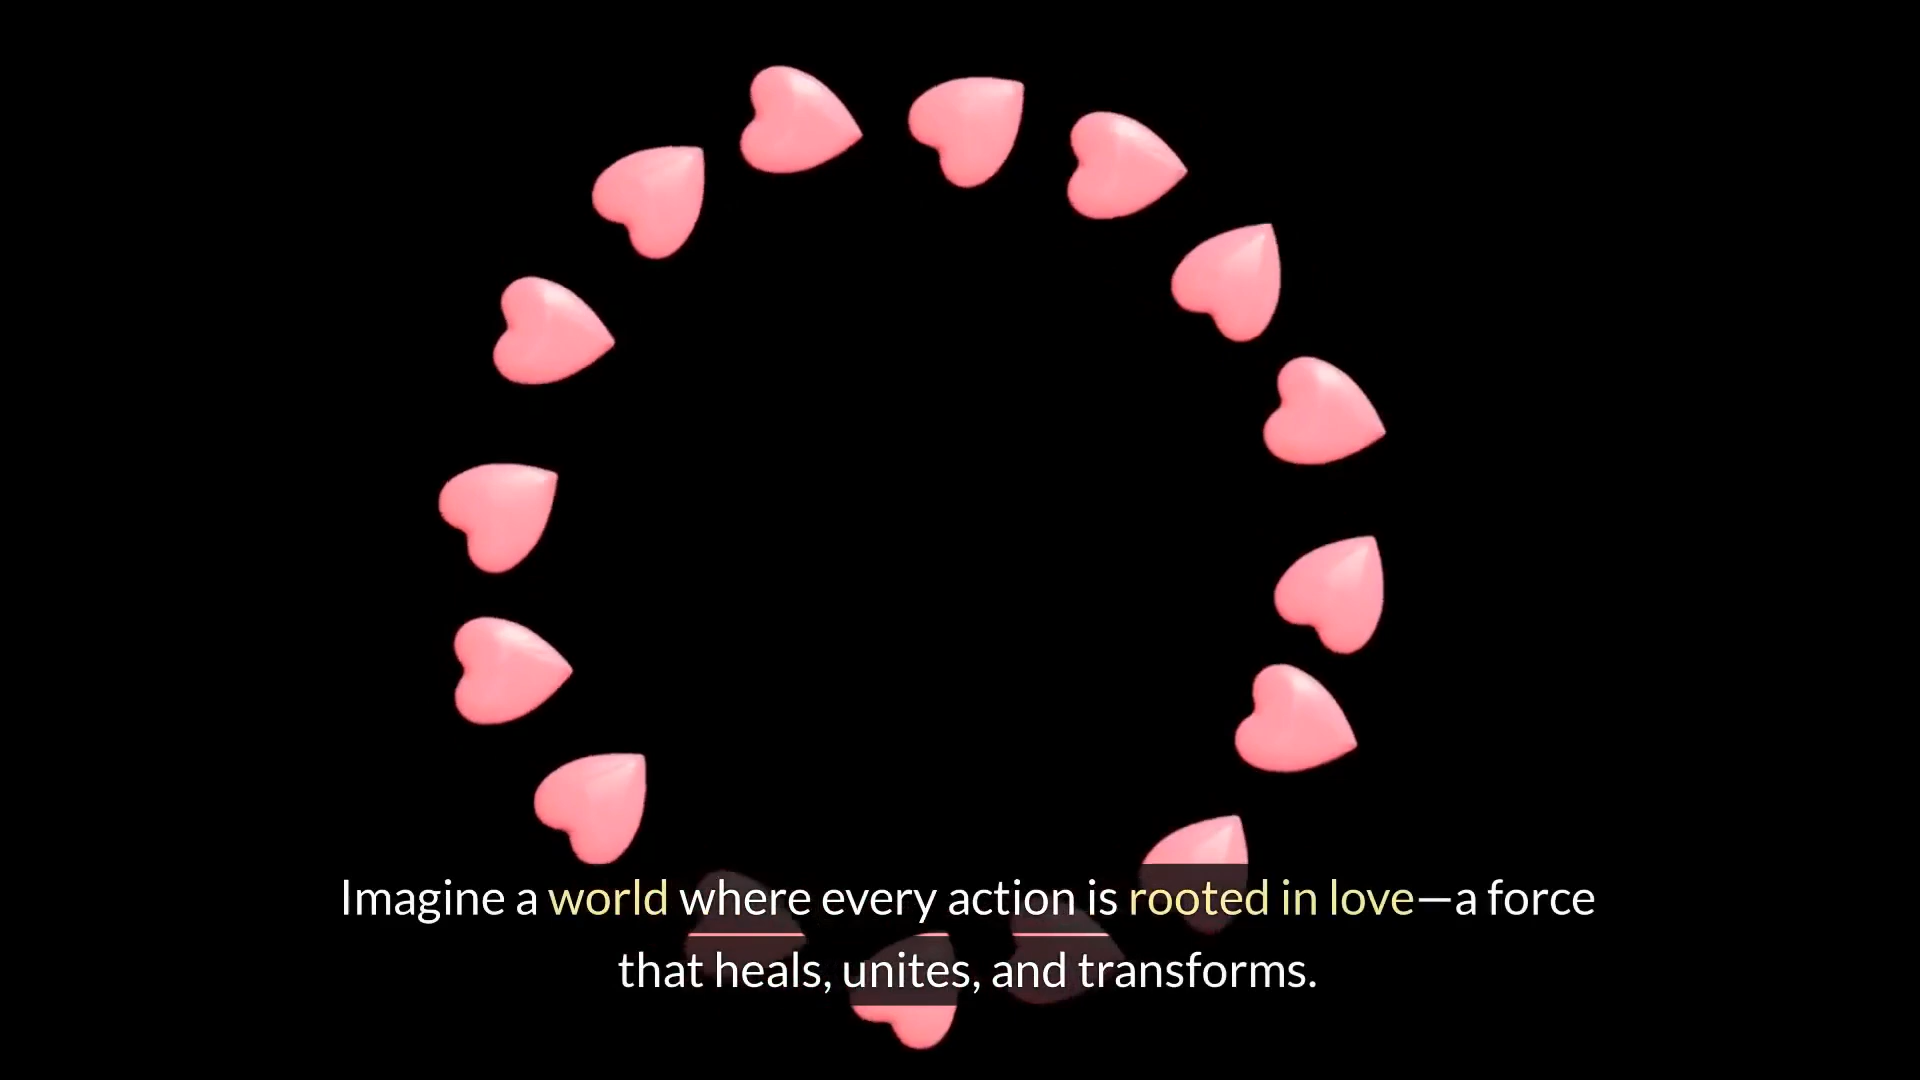 Imagine a world where every action is rooted in love—a force
that heals, unites, and transforms.